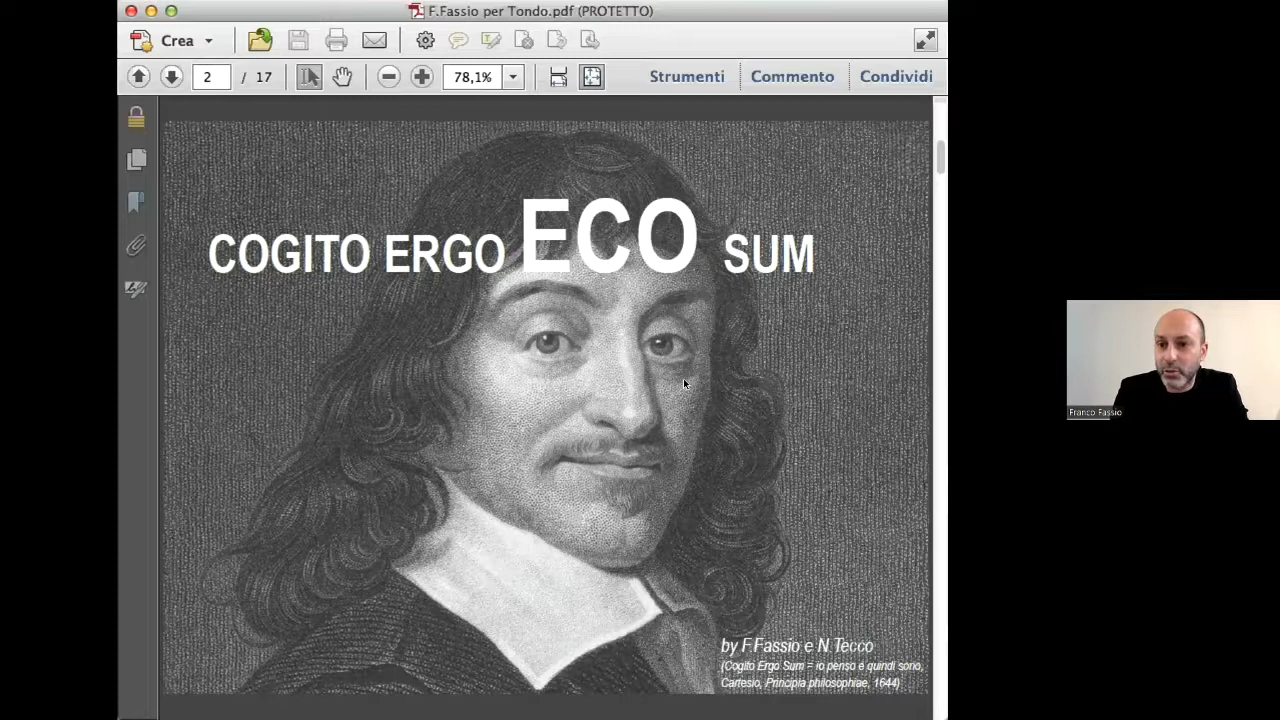 F.Fassio per Tondo.pdf (PROTETTO)
Crea
2 / 17
78,1%
Strumenti
Commento
Condividi
COGITO ERGO ECO SUM
by F.Fassio e N.Tecco
(Cogito Ergo Sum = io penso e quindi sono,
Cartesio, Principia philosophiae, 1644)
Franco Fassio